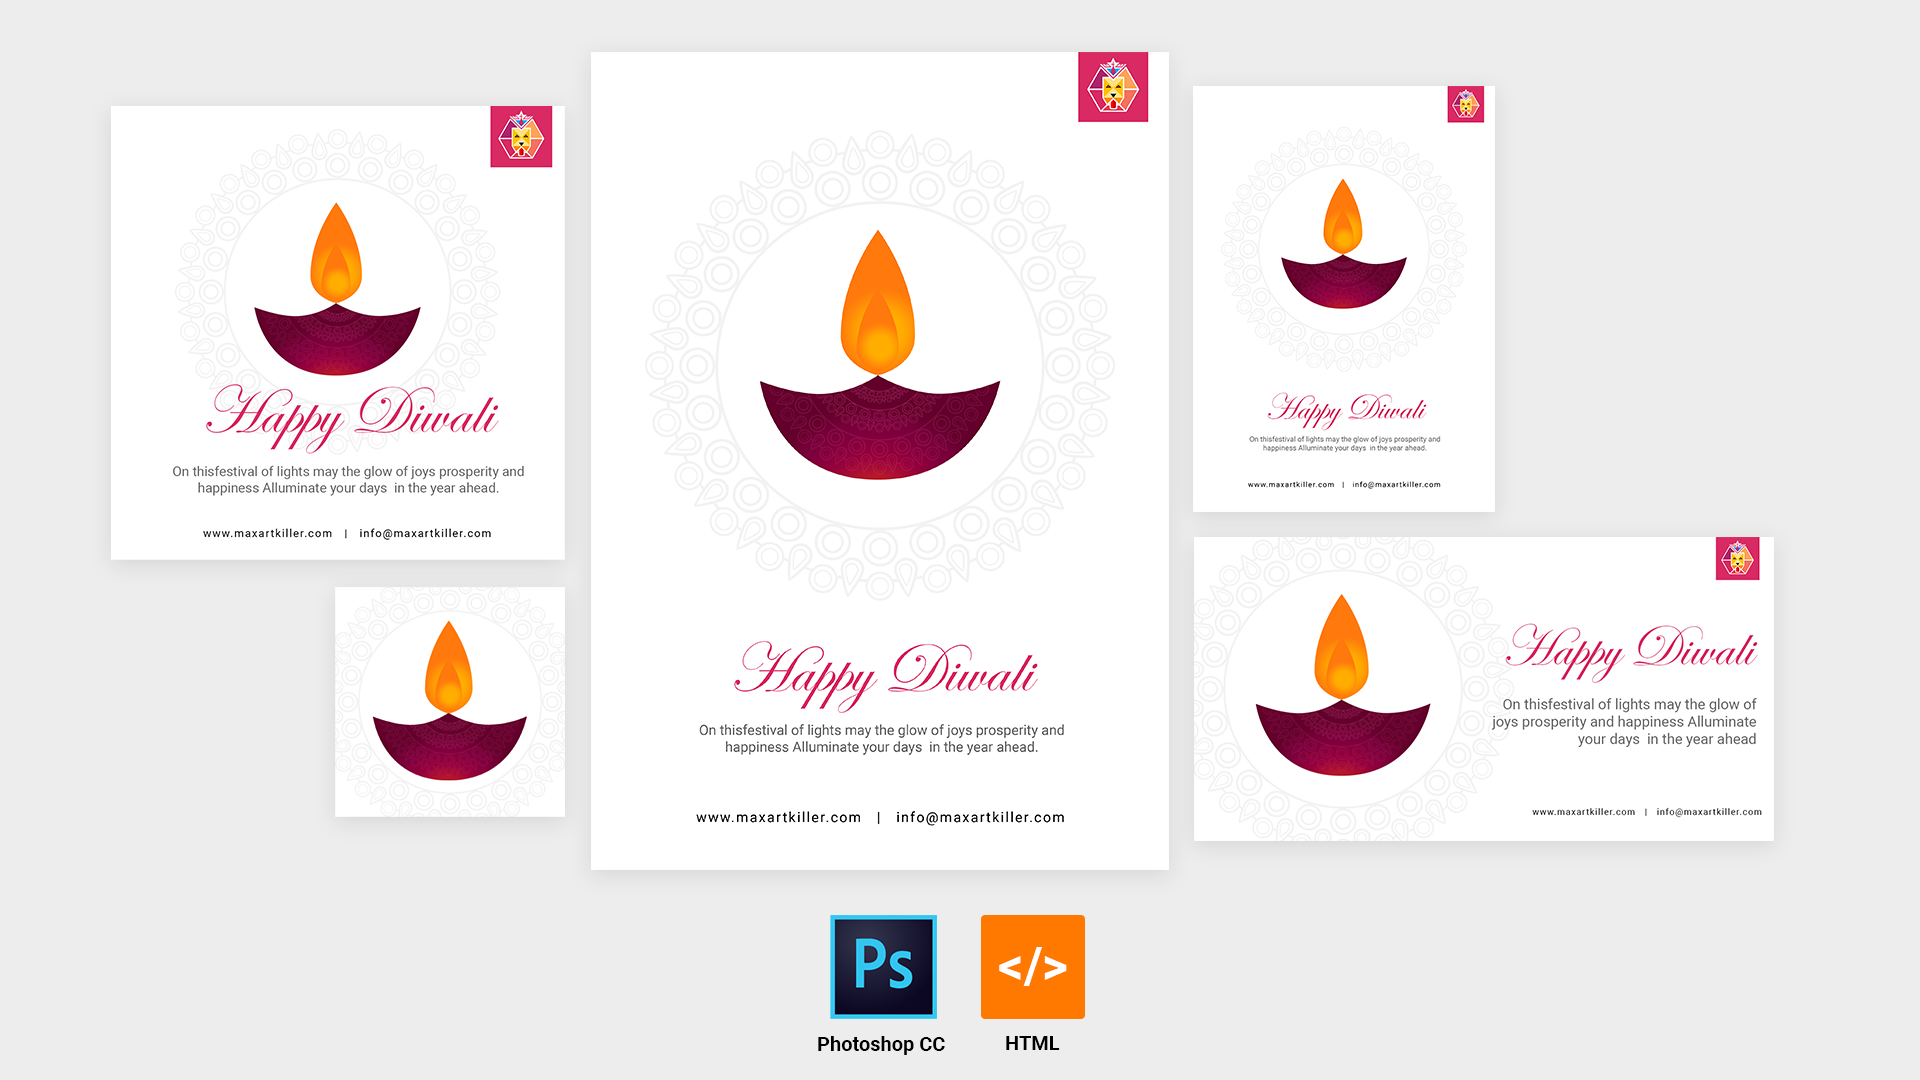 Happy Diwali
On thisfestival of lights may the glow of joys prosperity and
happiness Alluminate your days  in the year ahead.
www.maxartkiller.com | info@maxartkiller.com
Happy Diwali
On thisfestival of lights may the glow of joys prosperity and
happiness Alluminate your days  in the year ahead.
www.maxartkiller.com | info@maxartkiller.com
Happy Diwali
On thisfestival of lights may the glow of joys prosperity and
happiness Alluminate your days  in the year ahead.
www.maxartkiller.com | info@maxartkiller.com
Happy Diwali
On thisfestival of lights may the glow of
joys prosperity and happiness Alluminate
your days  in the year ahead
www.maxartkiller.com | info@maxartkiller.com
Ps
</>
Photoshop CC
HTML